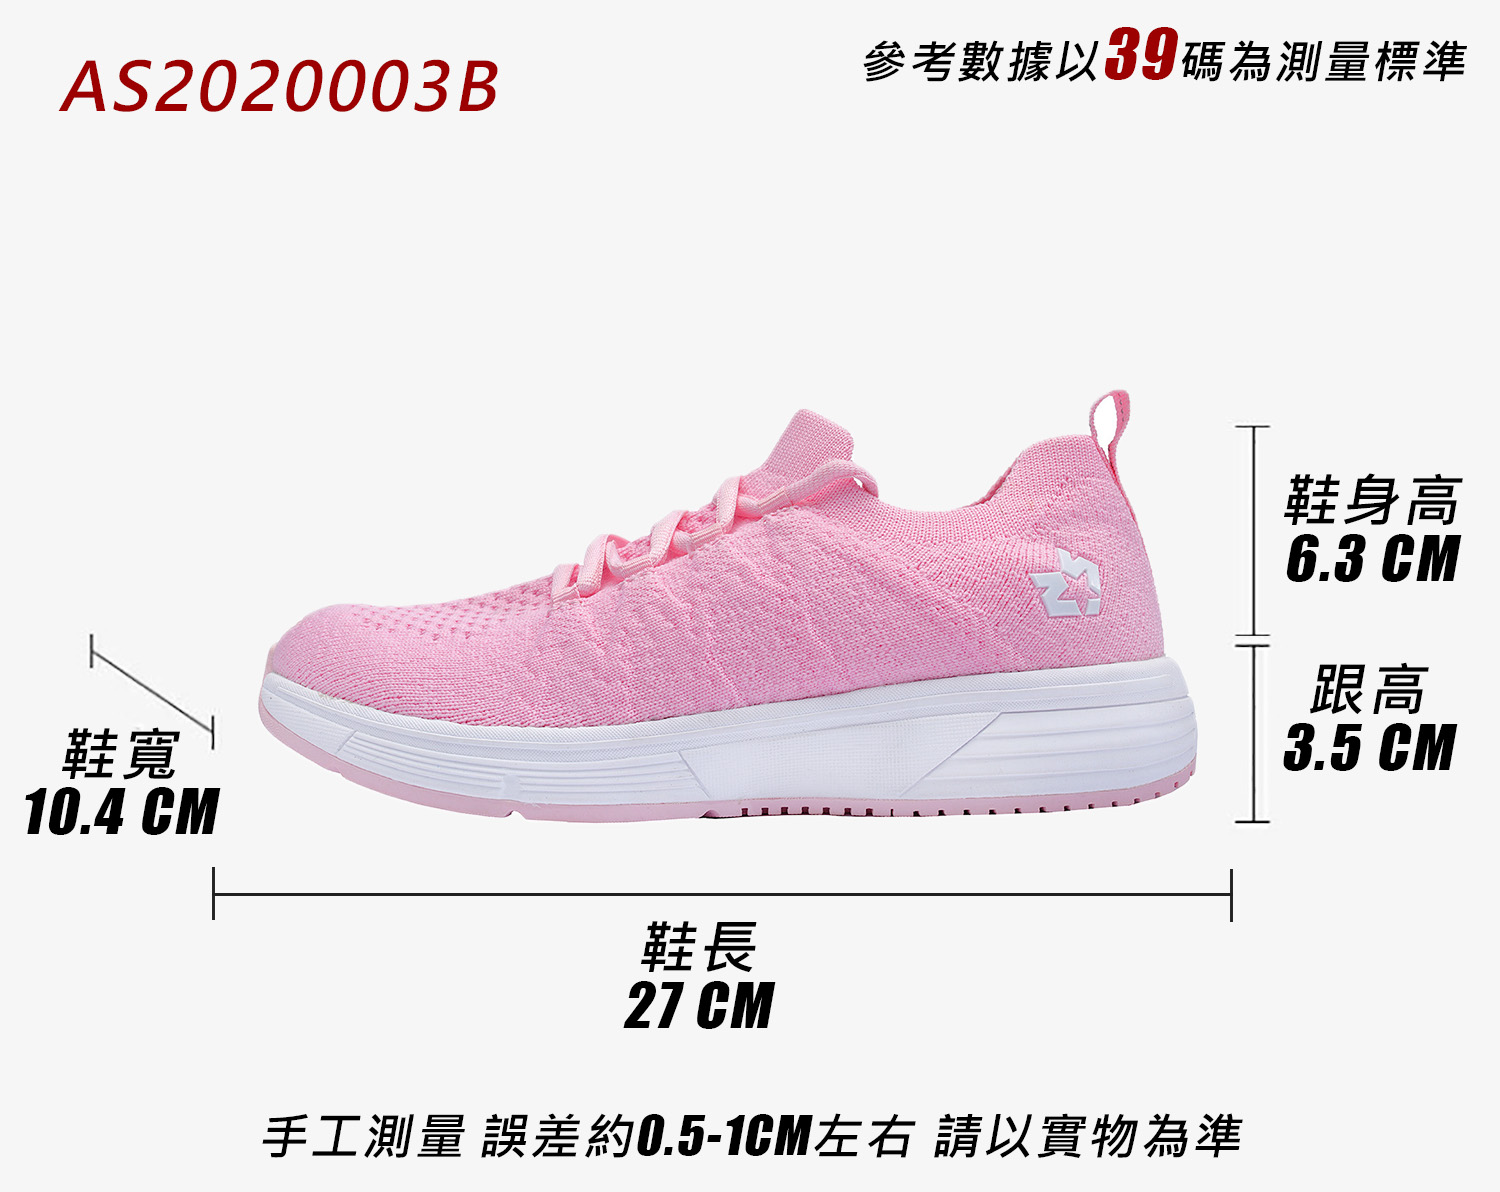 AS2020003B
參考數據以39碼為測量標準
鞋身高
6.3 CM
跟高
3.5 CM
鞋寬
10.4 CM
鞋長
27 CM
手工測量 誤差約0.5-1CM左右 請以實物為準